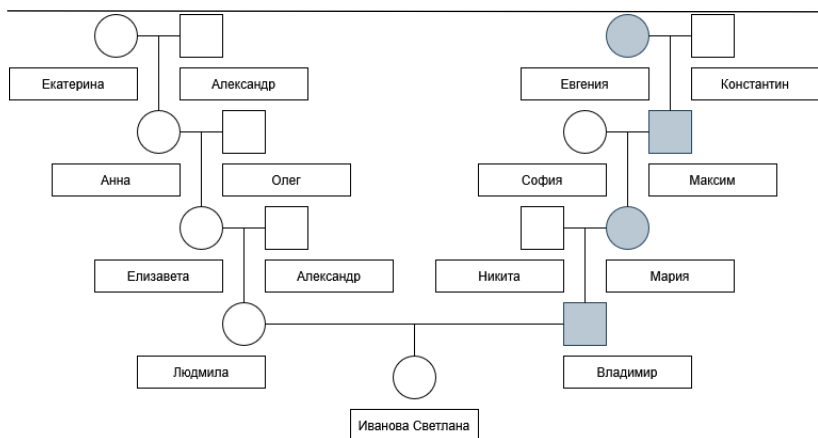 Екатерина
Александр
Евгения
Константин
Анна
Олег
София
Максим
Елизавета
Александр
Никита
Мария
Людмила
Владимир
Иванова Светлана